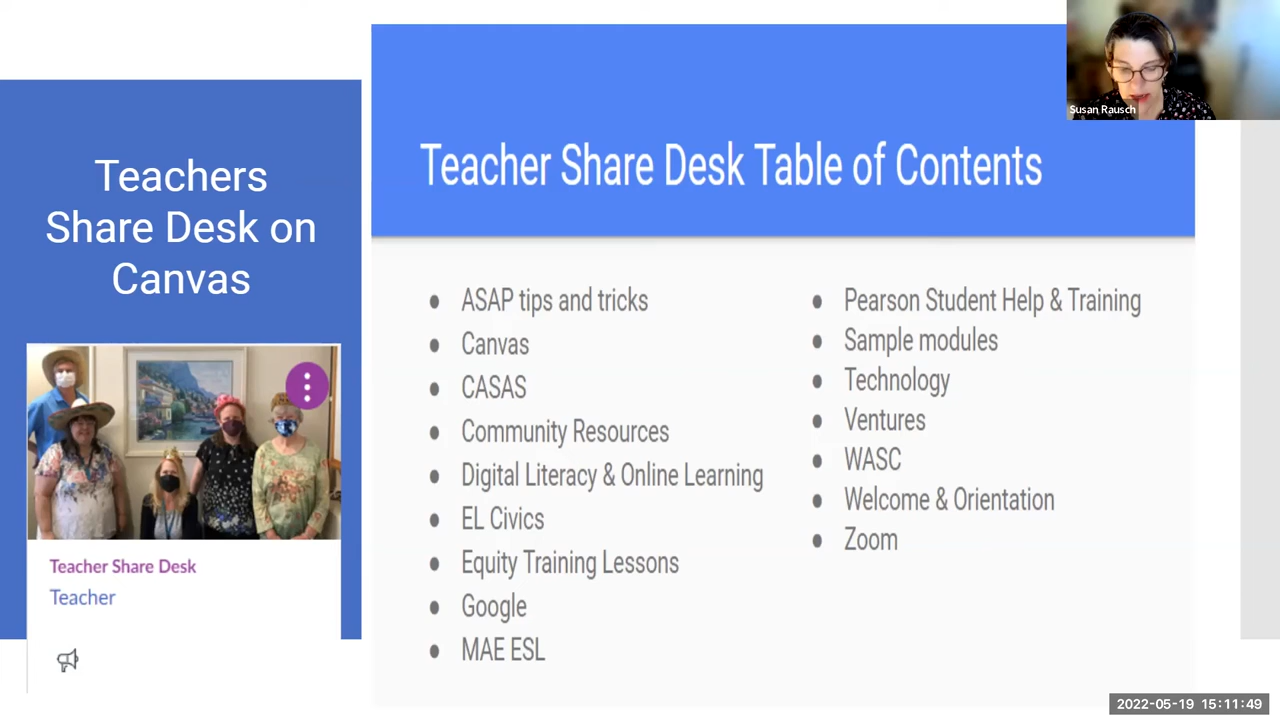 Teachers
Share Desk on
Canvas
Teacher Share Desk
Teacher
Teacher Share Desk Table of Contents
• ASAP tips and tricks
• Canvas
• CASAS
• Community Resources
• Digital Literacy & Online Learning
• EL Civics
• Equity Training Lessons
• Google
• MAE ESL
• Pearson Student Help & Training
• Sample modules
• Technology
• Ventures
• WASC
• Welcome & Orientation
• Zoom
Susan Rausch
2022-05-19 15:11:49